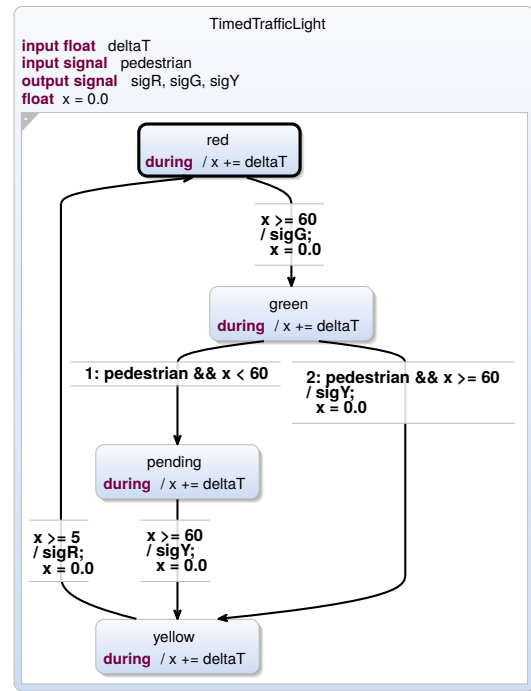 TimedTrafficLight
input float deltaT
input signal pedestrian
output signal sigR, sigG, sigY
float x = 0.0
-
red
during / x += deltaT
x >= 60
/ sigG;
x = 0.0
green
during / x += deltaT
1: pedestrian && x < 60
2: pedestrian && x >= 60
/ sigY;
x = 0.0
pending
during / x += deltaT
x >= 5
/ sigR;
x = 0.0
x >= 60
/ sigY;
x = 0.0
yellow
during / x += deltaT